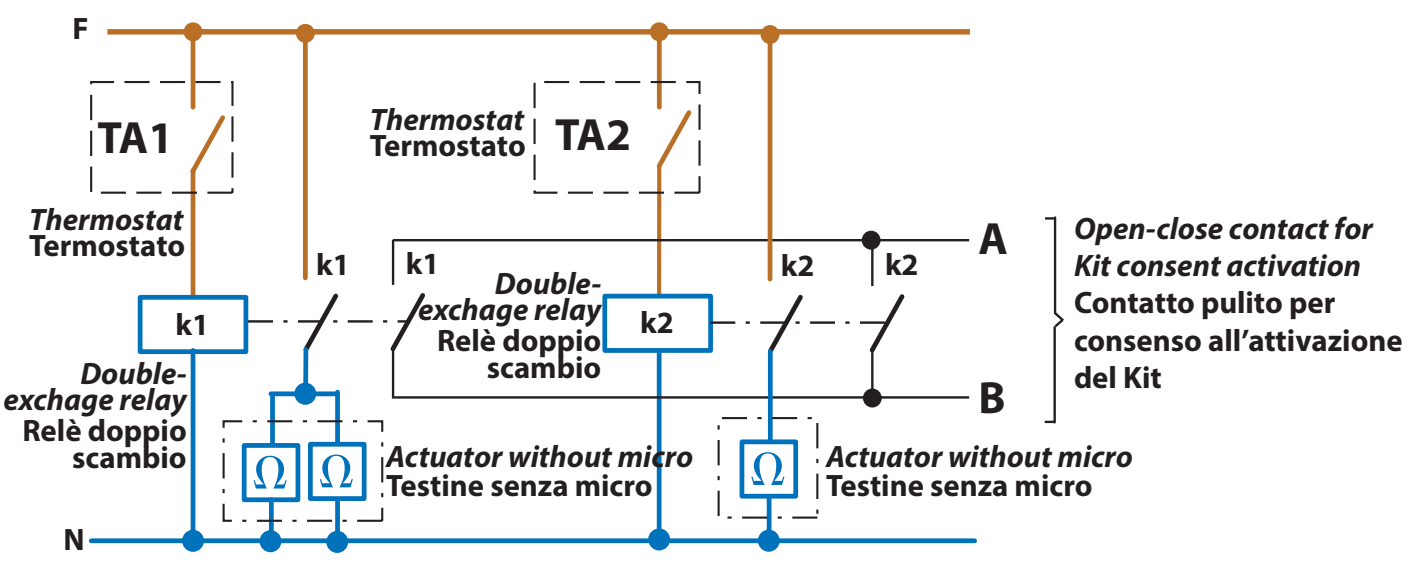 F
TA1
Thermostat
Termostato
Thermostat
Termostato
TA2
k1
k1
k2
k2
A
Open-close contact for
Kit consent activation
Contatto pulito per
consenso all'attivazione
del Kit
k1
Double-
exchage relay
Relè doppio
scambio
k2
Double-
exchage relay
Relè doppio
scambio
B
Ω
Ω
Actuator without micro
Testine senza micro
Ω
Actuator without micro
Testine senza micro
N